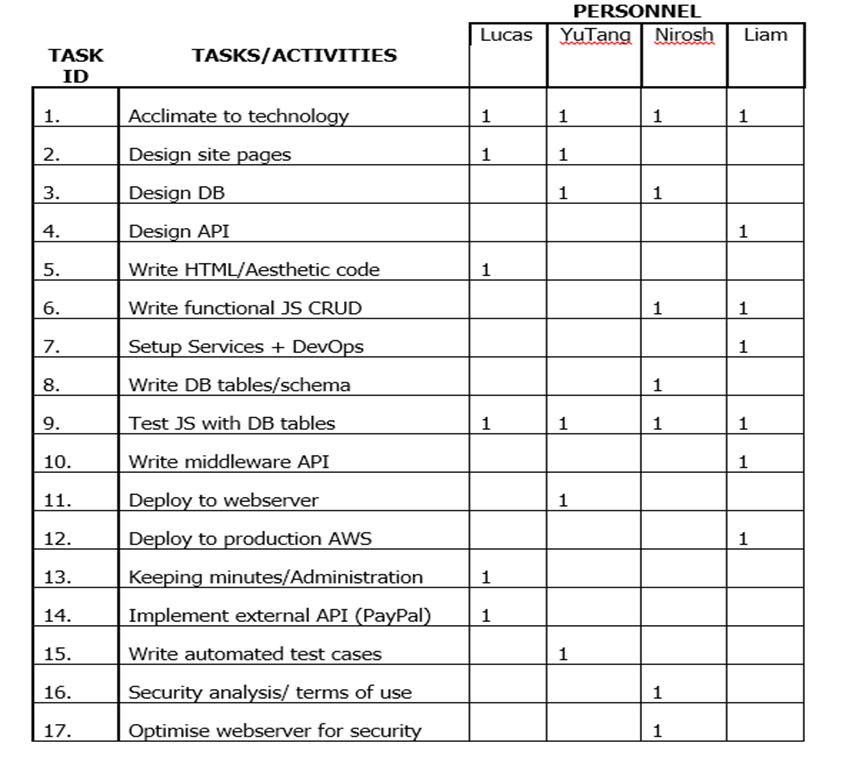 PERSONNEL
Lucas YuTang Nirosh Liam
TASK ID TASKS/ACTIVITIES
1. Acclimate to technology 1 1 1 1
2. Design site pages 1 1
3. Design DB 1 1
4. Design API 1
5. Write HTML/Aesthetic code 1
6. Write functional JS CRUD 1 1
7. Setup Services + DevOps 1
8. Write DB tables/schema 1
9. Test JS with DB tables 1 1 1 1
10. Write middleware API 1
11. Deploy to webserver 1
12. Deploy to production AWS 1
13. Keeping minutes/Administration 1
14. Implement external API (PayPal) 1
15. Write automated test cases 1
16. Security analysis/ terms of use 1
17. Optimise webserver for security 1